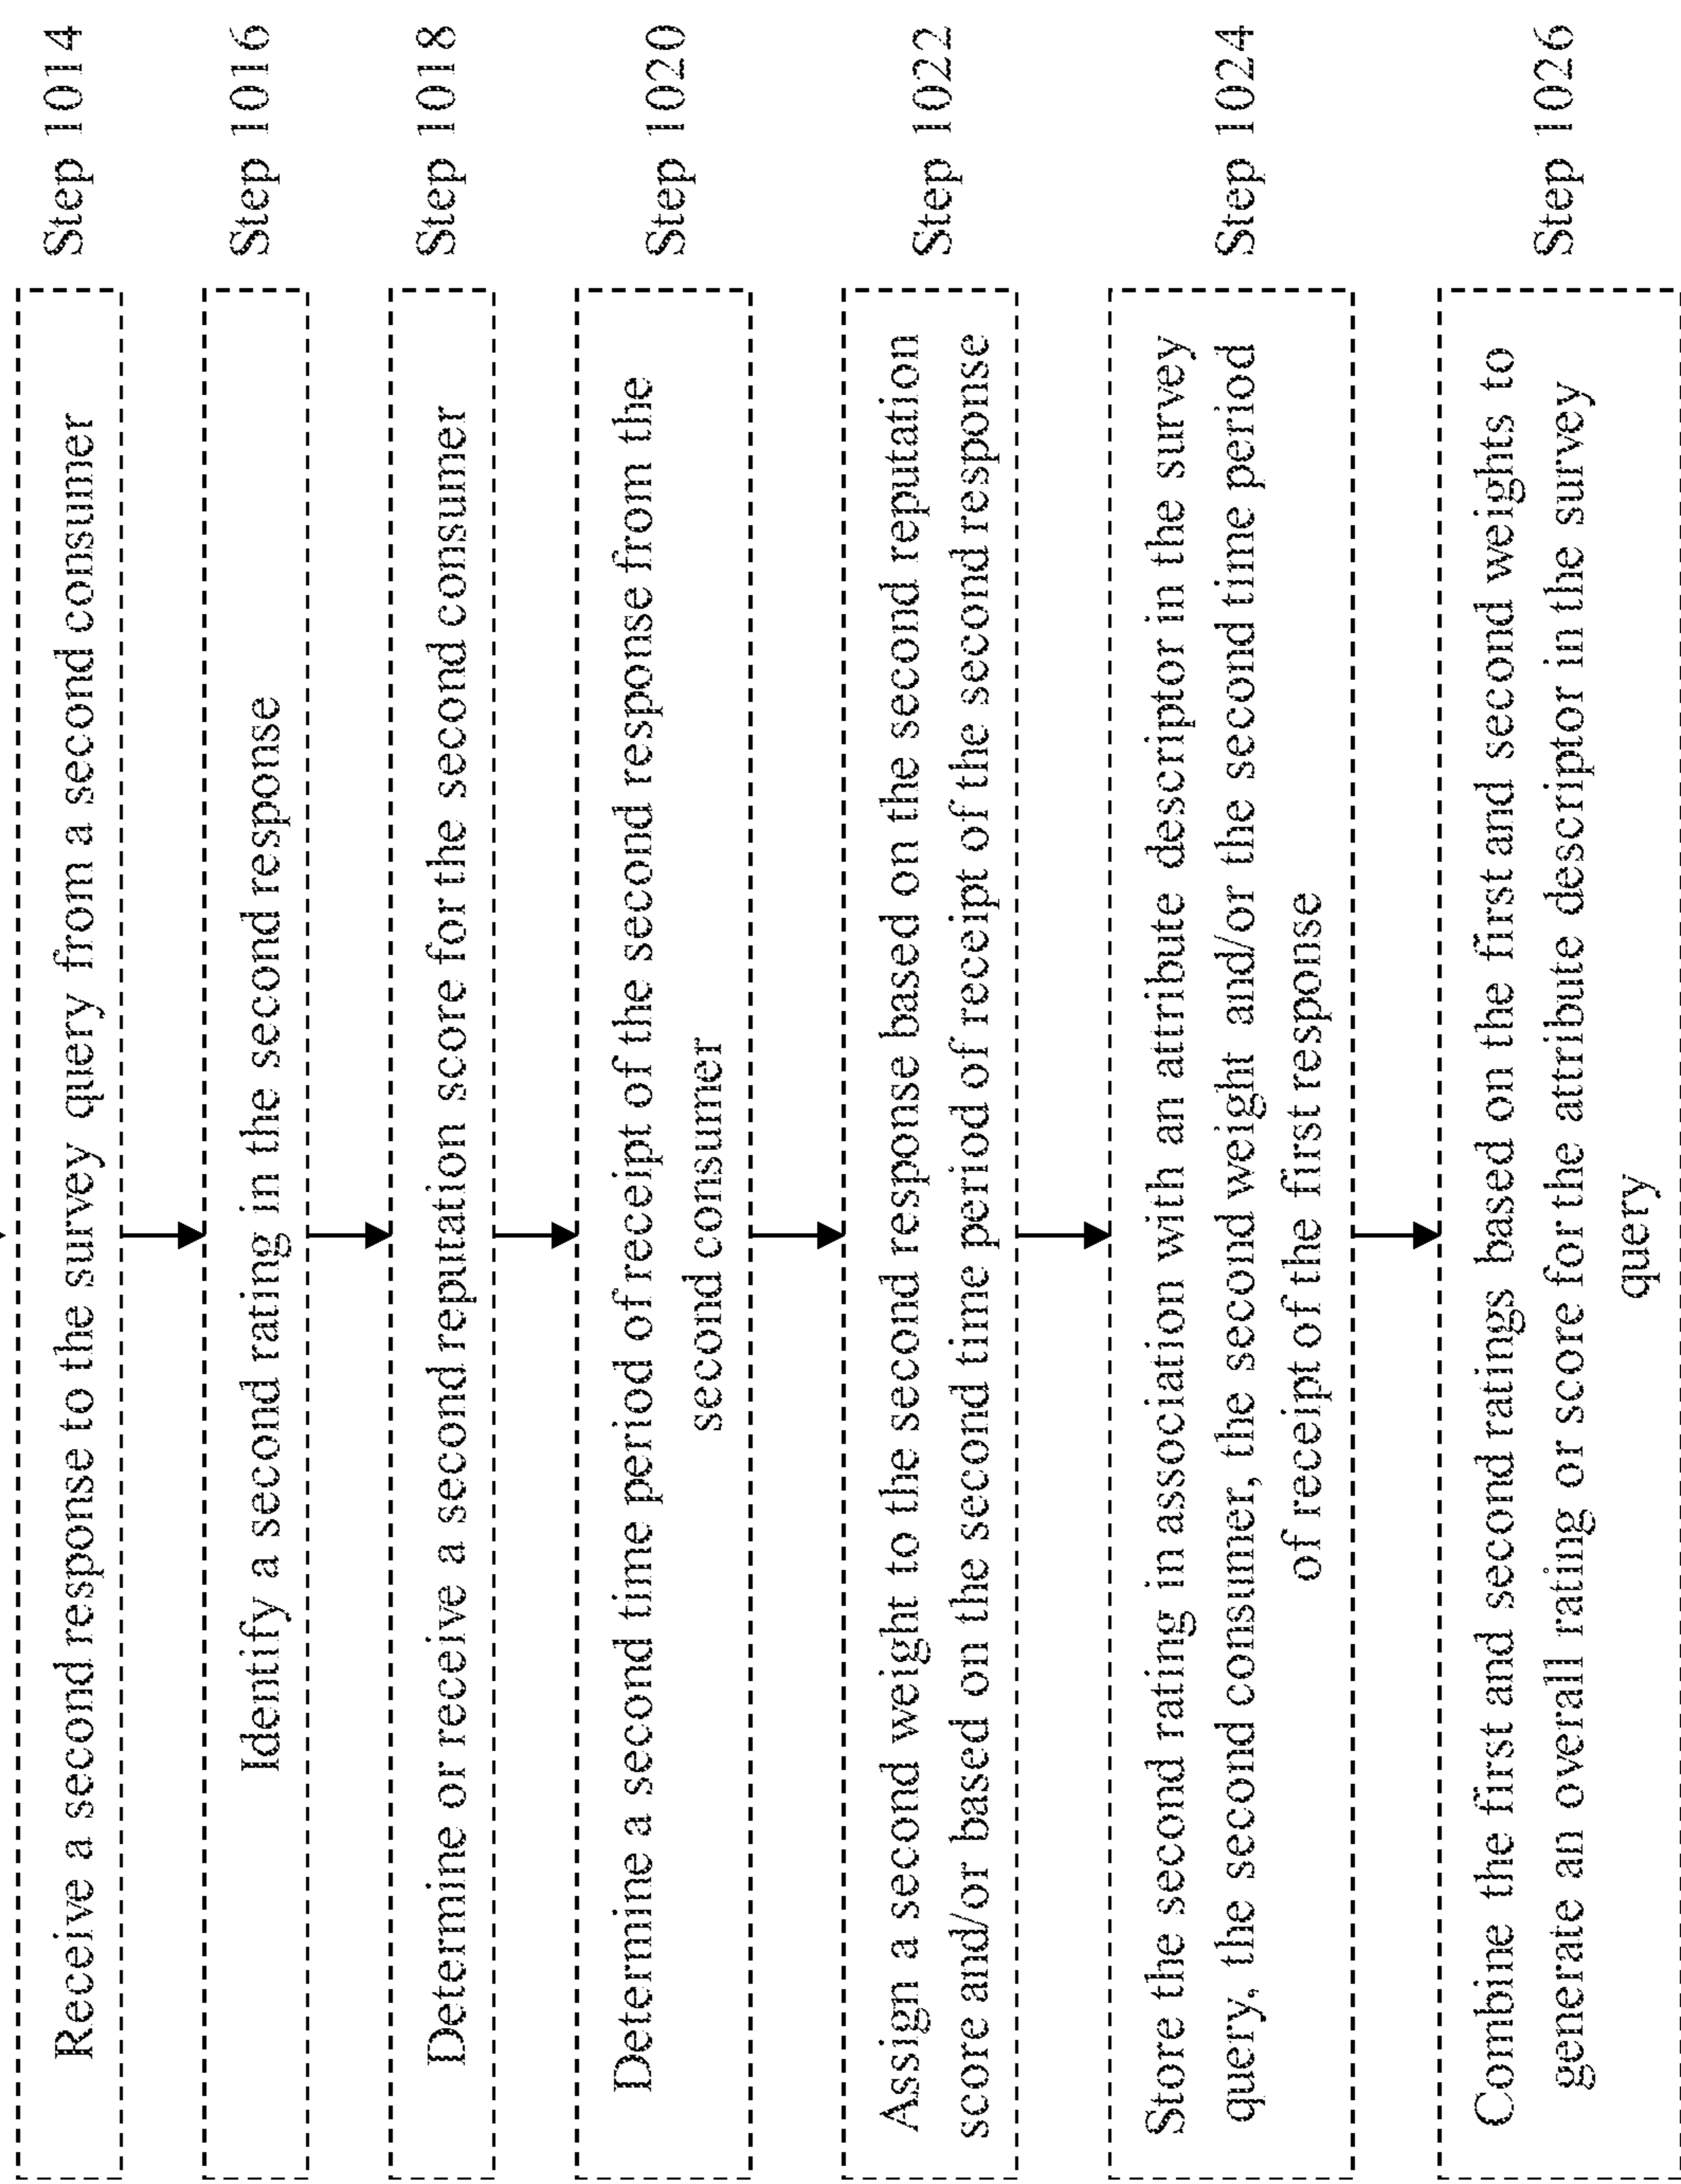 Receive a second response to the survey query from a second consumer
Step 1014
Identify a second rating in the second response
Step 1016
Determine or receive a second reputation score for the second consumer
Step 1018
Determine a second time period of receipt of the second response from the
second consumer
Step 1020
Assign a second weight to the second response based on the second reputation
score and/or based on the second time period of receipt of the second response
Step 1022
Store the second rating in association with an attribute descriptor in the survey
query, the second consumer, the second weight and/or the second time period
of receipt of the first response
Step 1024
Combine the first and second ratings based on the first and second weights to
generate an overall rating or score for the attribute descriptor in the survey
query
Step 1026